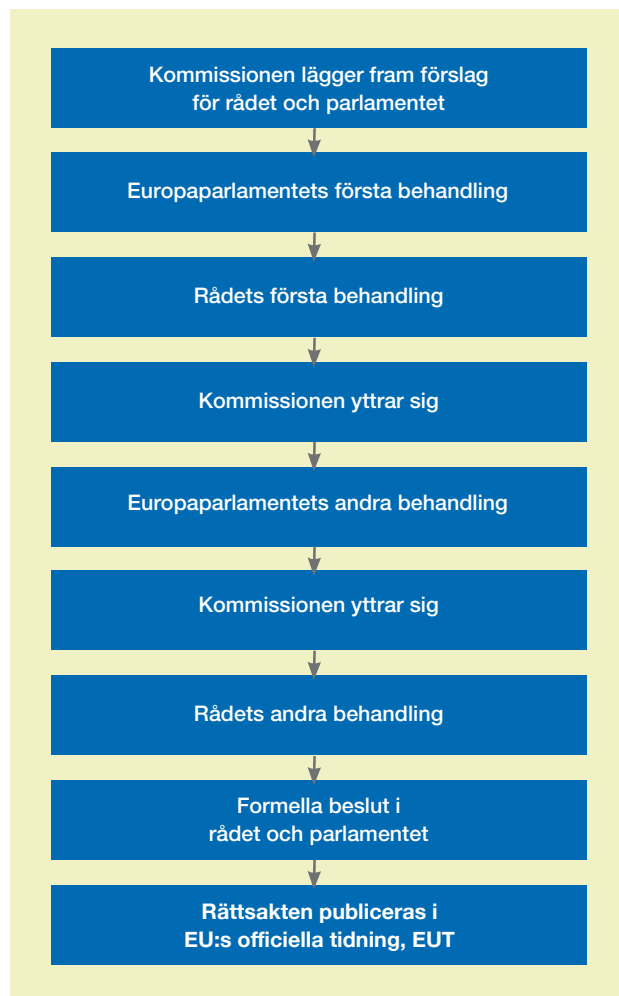 Kommissionen lägger fram förslag
för rådet och parlamentet
Europaparlamentets första behandling
Rådets första behandling
Kommissionen yttrar sig
Europaparlamentets andra behandling
Kommissionen yttrar sig
Rådets andra behandling
Formella beslut i
rådet och parlamentet
Rättsakten publiceras i
EU:s officiella tidning, EUT